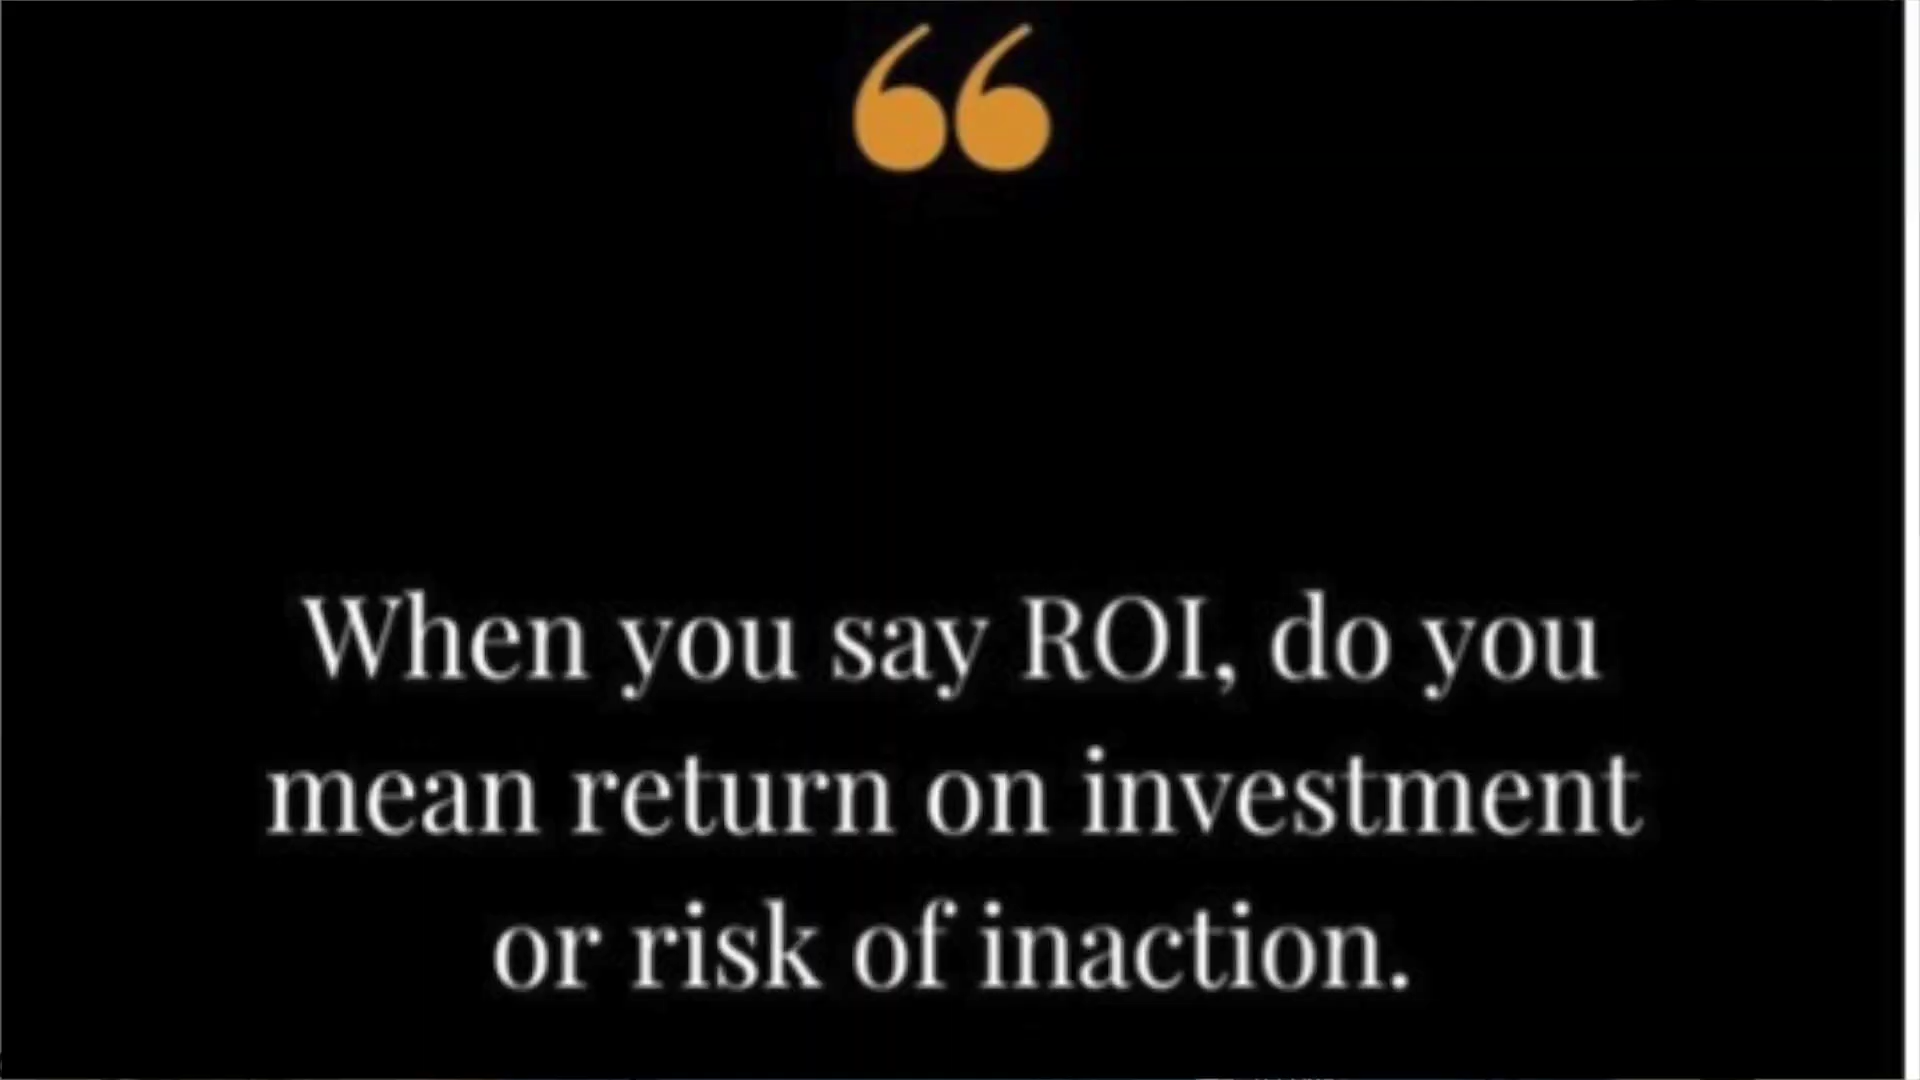 “
When you say ROI, do you
mean return on investment
or risk of inaction.